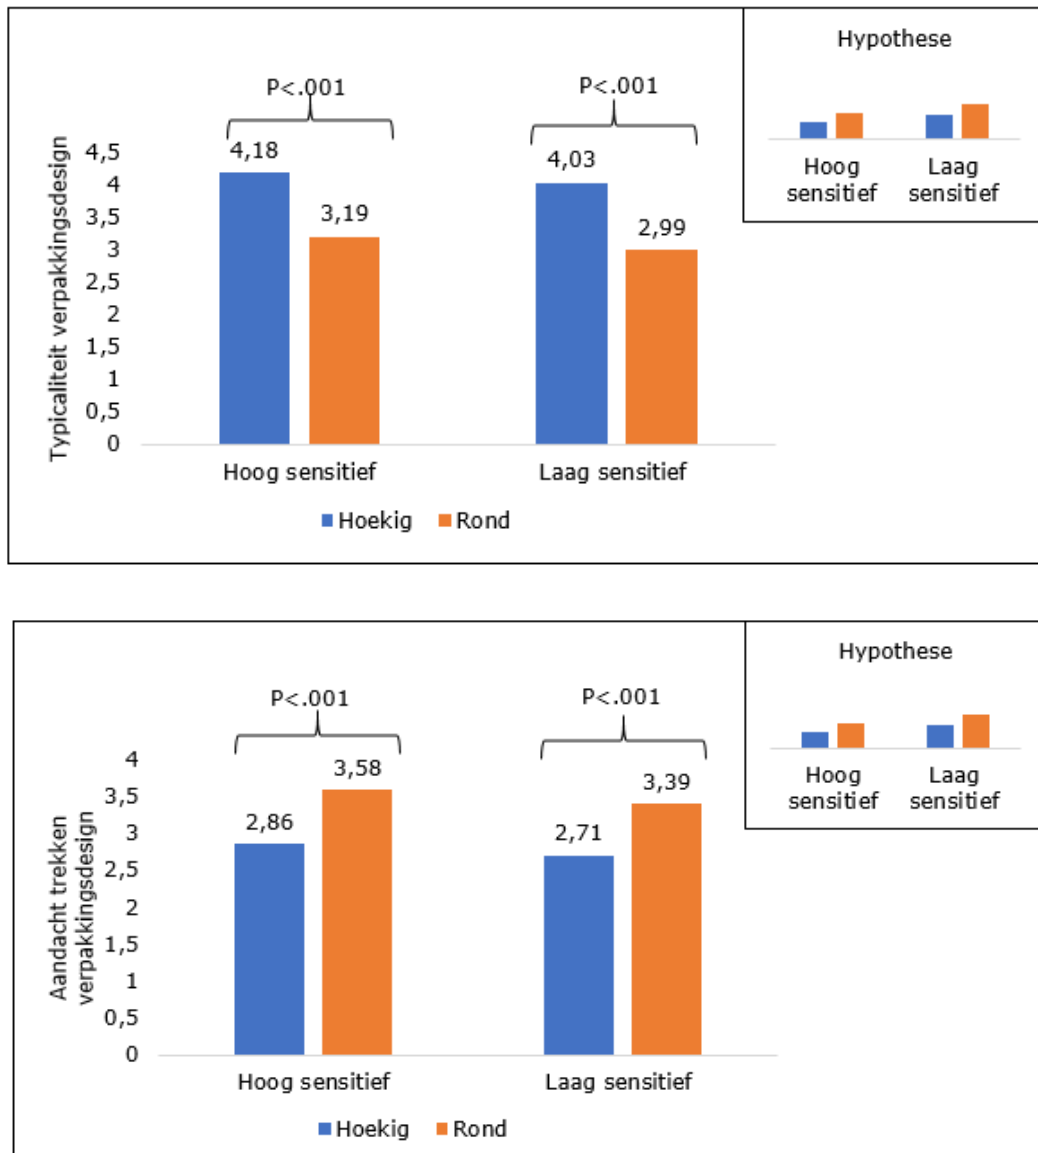 Hypothese
Hoog
sensitief
Laag
sensitief
P<.001
P<.001
Typicaliteit verpakkingsdesign
4,5
4
3,5
3
2,5
2
1,5
1
0,5
0
4,18
3,19
4,03
2,99
Hoog sensitief
Laag sensitief
Hoekig
Rond
Hypothese
Hoog
sensitief
Laag
sensitief
P<.001
P<.001
Aandacht trekken
verpakkingsdesign
4
3,5
3
2,5
2
1,5
1
0,5
0
2,86
3,58
2,71
3,39
Hoog sensitief
Laag sensitief
Hoekig
Rond